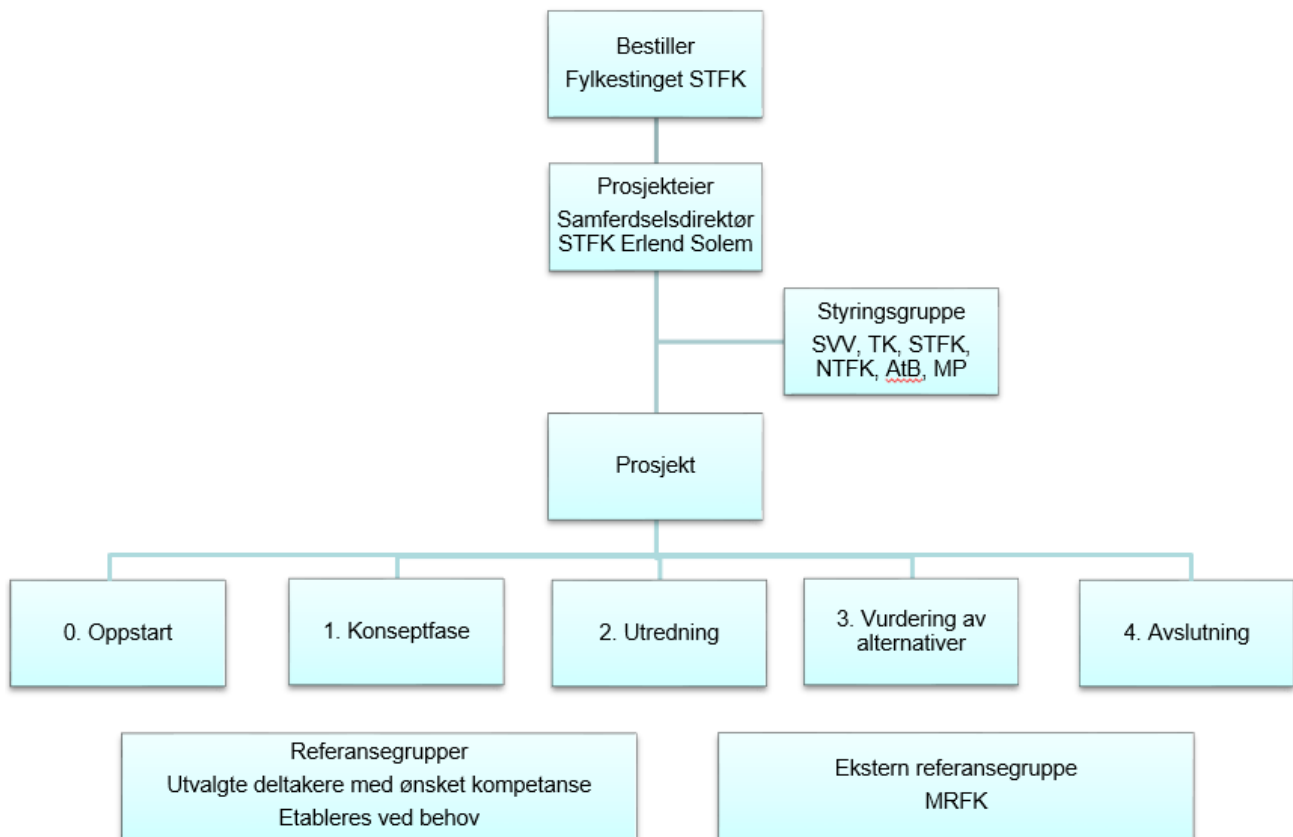 Bestiller
Fylkestinget STFK
Prosjekteier
Samferdselsdirektør
STFK Erlend Solem
Styringsgruppe
SVV, TK, STFK,
NTFK, AtB, MP
Prosjekt
0. Oppstart
1. Konseptfase
2. Utredning
3. Vurdering av
alternativer
4. Avslutning
Referansegrupper
Utvalgte deltakere med ønsket kompetanse
Etableres ved behov
Ekstern referansegruppe
MRFK